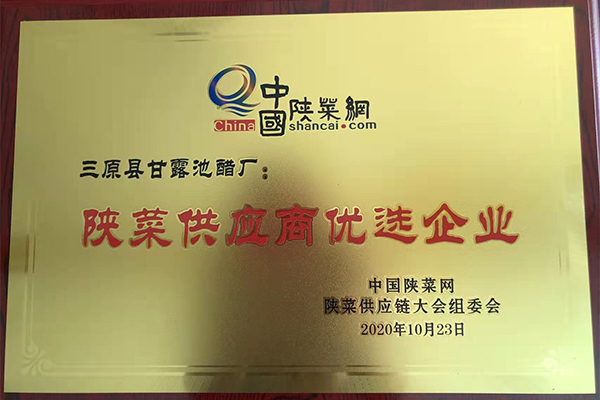 中國陕菜網
China shancai.com
三原县甘露池醋厂：
陕菜供应商优选企业
中国陕菜网
陕菜供应链大会组委会
2020年10月23日